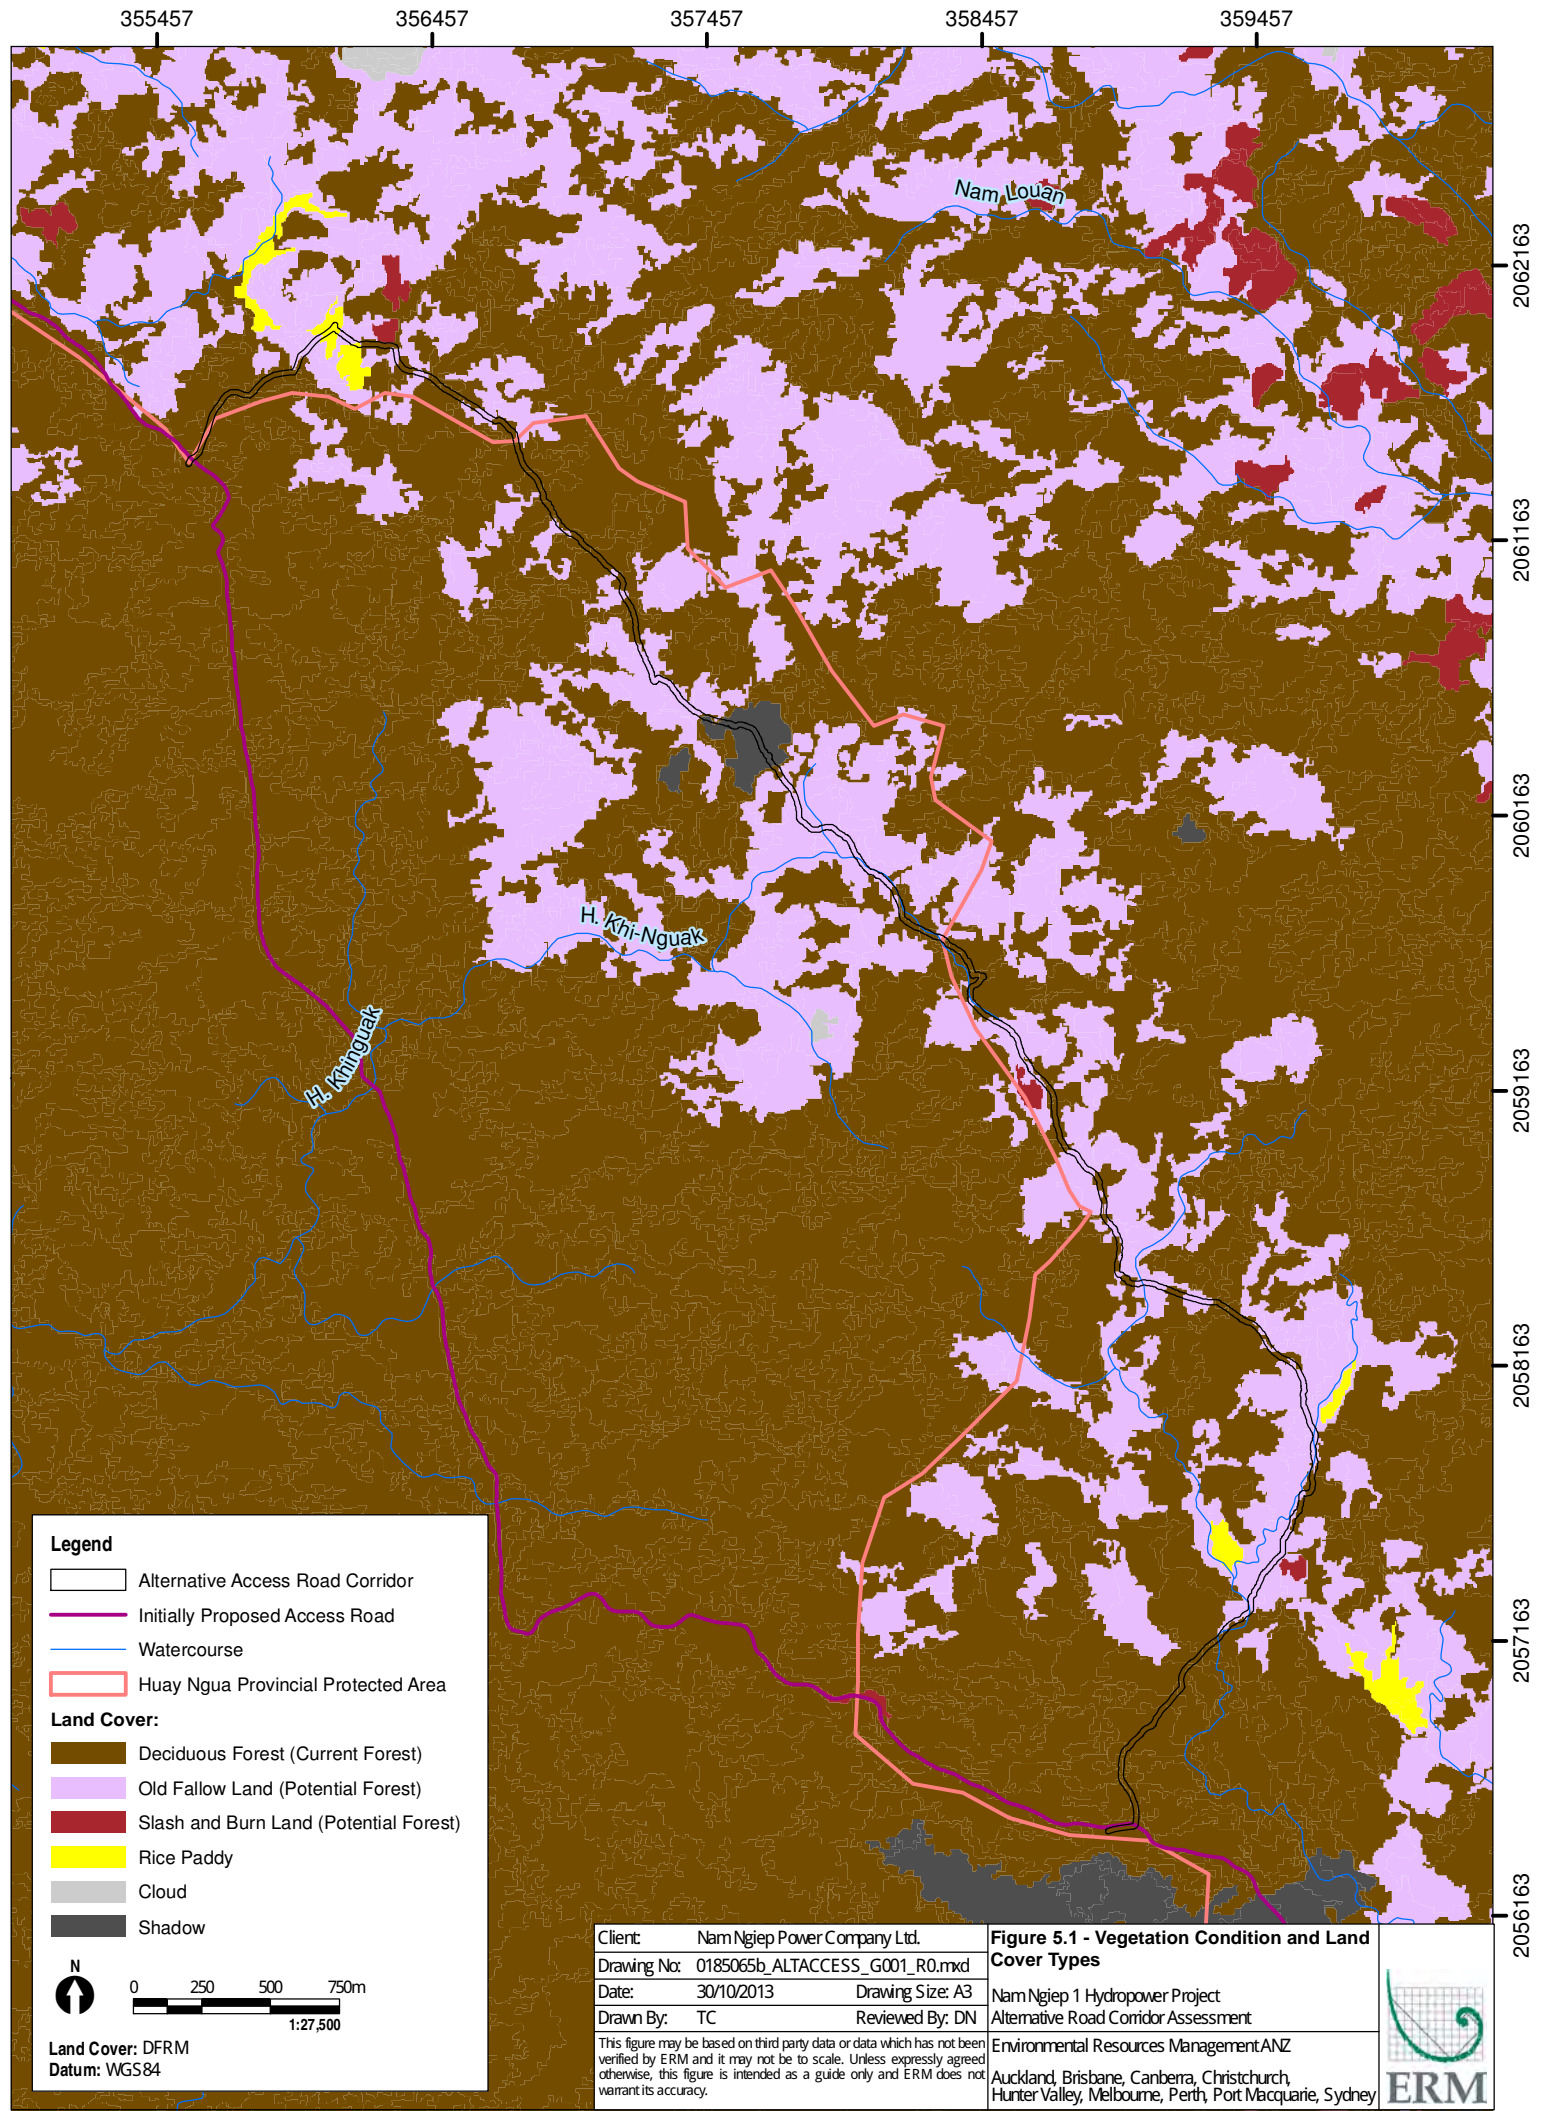 355457 356457 357457 358457 359457
2062163
2061163
2060163
2059163
2058163
2057163
2056163
Nam Louan
H. Khi-Nguak
H. Khinguak
Legend
Alternative Access Road Corridor
Initially Proposed Access Road
Watercourse
Huay Ngua Provincial Protected Area
Land Cover:
Deciduous Forest (Current Forest)
Old Fallow Land (Potential Forest)
Slash and Burn Land (Potential Forest)
Rice Paddy
Cloud
Shadow
N
0 250 500 750m
1:27,500
Land Cover: DFRM
Datum: WGS84
Client: Nam Ngiep Power Company Ltd.
Drawing No: 0185065b_ALTACCESS_G001_R0.mxd
Date: 30/10/2013 Drawing Size: A3
Drawn By: TC Reviewed By: DN
This figure may be based on third party data or data which has not been
verified by ERM and it may not be to scale. Unless expressly agreed
otherwise, this figure is intended as a guide only and ERM does not
warrant its accuracy.
Figure 5.1 - Vegetation Condition and Land
Cover Types
Nam Ngiep 1 Hydropower Project
Alternative Road Corridor Assessment
Environmental Resources Management ANZ
Auckland, Brisbane, Canberra, Christchurch,
Hunter Valley, Melbourne, Perth, Port Macquarie, Sydney
ERM